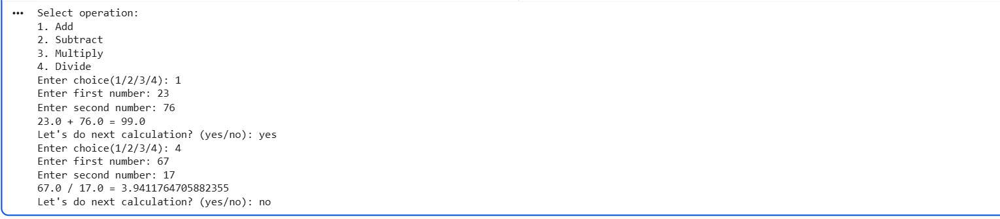 Select operation:
1. Add
2. Subtract
3. Multiply
4. Divide
Enter choice(1/2/3/4): 1
Enter first number: 23
Enter second number: 76
23.0 + 76.0 = 99.0
Let's do next calculation? (yes/no): yes
Enter choice(1/2/3/4): 4
Enter first number: 67
Enter second number: 17
67.0 / 17.0 = 3.9411764705882355
Let's do next calculation? (yes/no): no